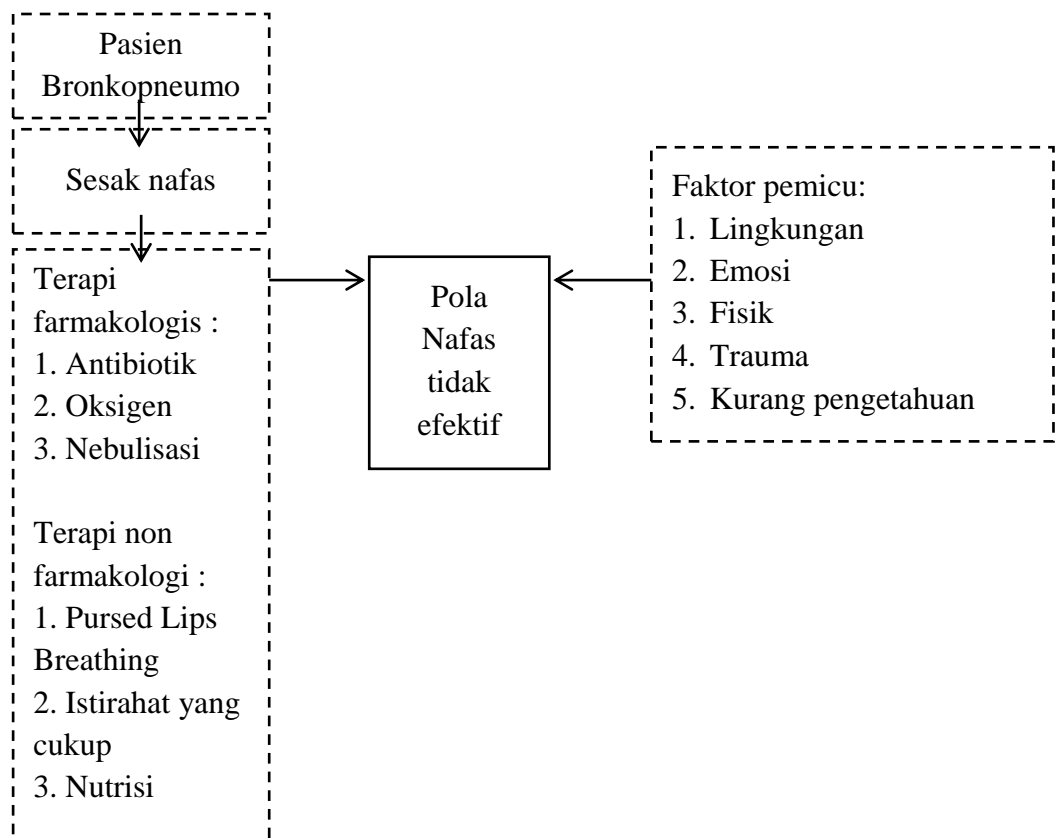 Pasien
Bronkopneumo
Sesak nafas
Terapi
farmakologis :
1. Antibiotik
2. Oksigen
3. Nebulisasi
Terapi non
farmakologi :
1. Pursed Lips
Breathing
2. Istirahat yang
cukup
3. Nutrisi
Pola
Nafas
tidak
efektif
Faktor pemicu:
1. Lingkungan
2. Emosi
3. Fisik
4. Trauma
5. Kurang pengetahuan